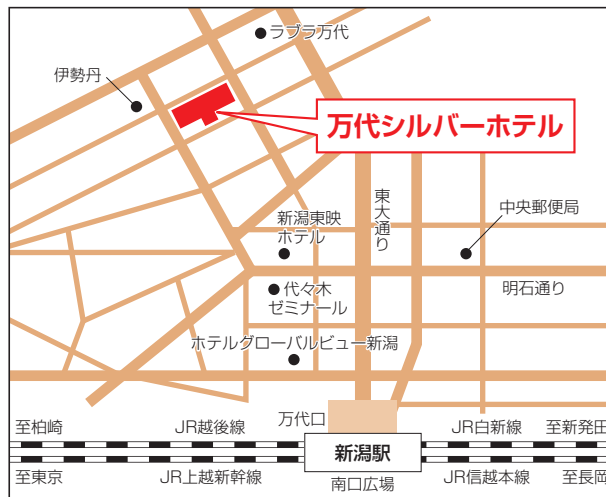 ラブラ万代
伊勢丹
万代シルバーホテル
東大通り
新潟東映
ホテル
中央郵便局
代々木
ゼミナール
明石通り
ホテルグローバルビュー新潟
万代口
至柏崎
JR越後線
JR白新線
至新発田
新潟駅
至東京
JR上越新幹線
南口広場
JR信越本線
至長岡